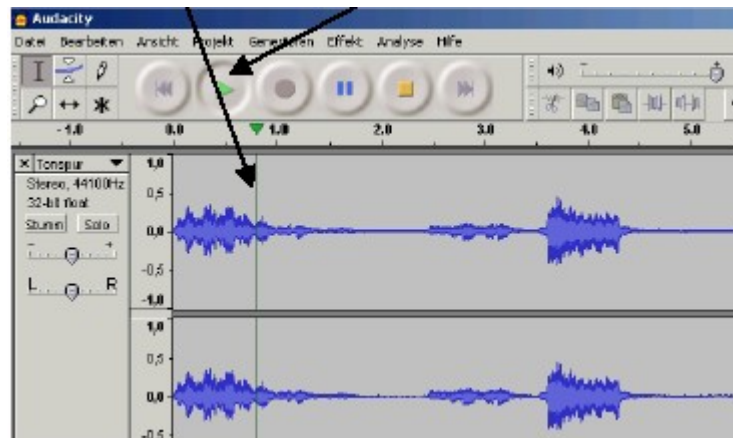 Audacity
Datei Bearbeiten Ansicht Projekt Generieren Effekt Analyse Hilfe
- 1.0 0.0 1.0 2.0 3.0 4.0 5.0
× Tonspur
Stereo, 44100Hz
32-bit float
Stumm Solo
- +
L R
1,0
0,5
0,0
-0,5
-1,0
1,0
0,5
0,0
-0,5